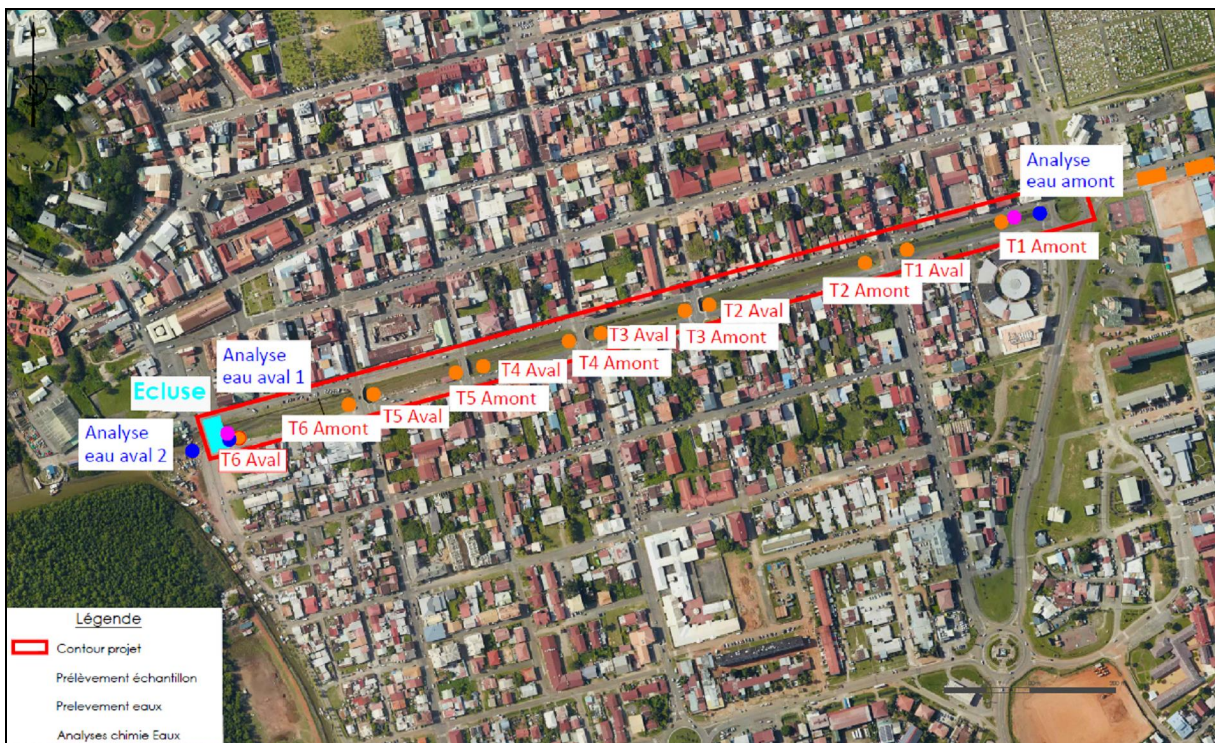 N
Analyse
eau amont
T1 Amont
T1 Aval
T2 Amont
T2 Aval
T3 Amont
T3 Aval
T4 Amont
T4 Aval
T5 Amont
T5 Aval
T6 Amont
Analyse
eau aval 1
Ecluse
Analyse
eau aval 2
T6 Aval
Légende
Contour projet
Prélèvement échantillon
Prelevement eaux
Analyses chimie Eaux